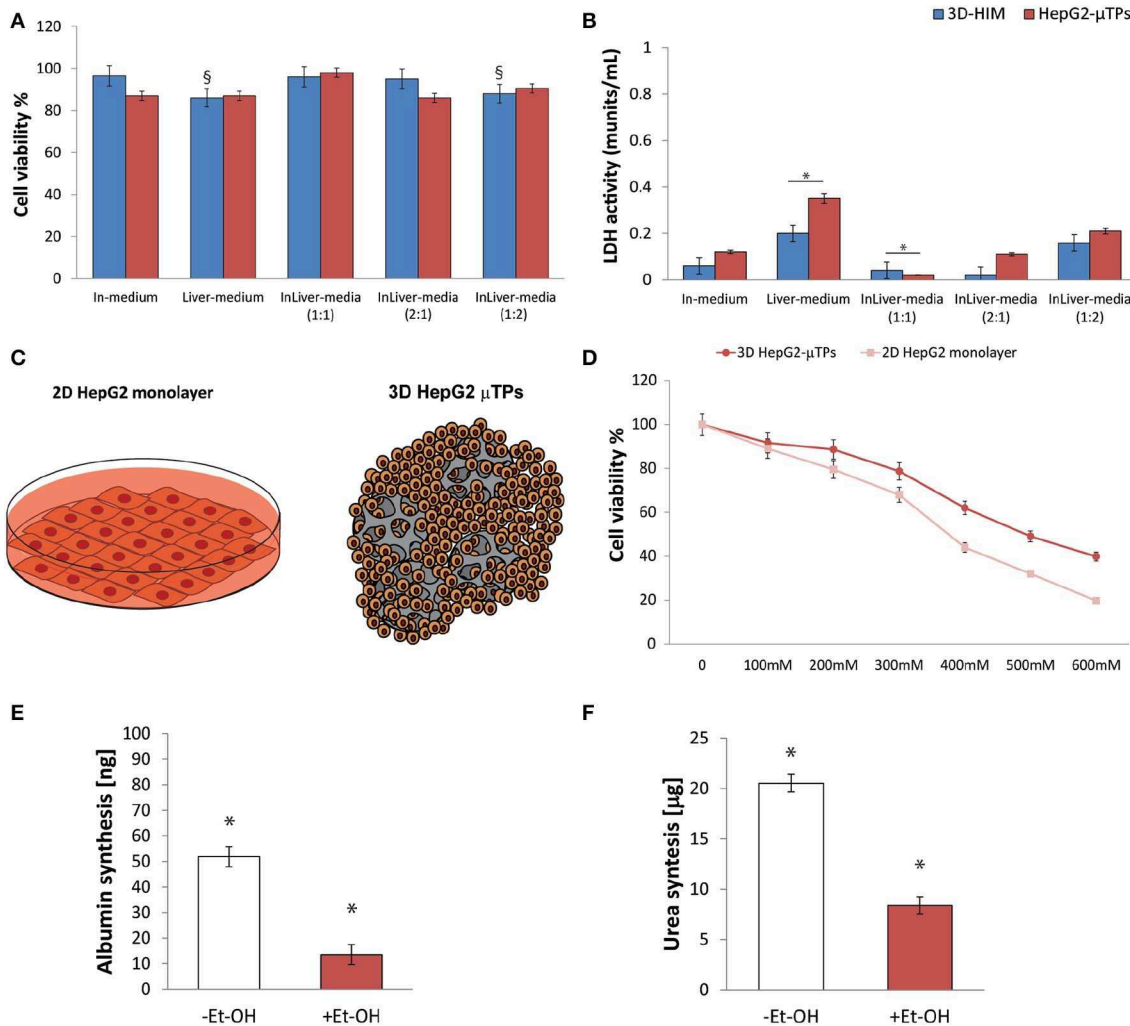 A
Cell viability %
120
100
80
60
40
20
0
§
§
In-medium
Liver-medium
InLiver-media
(1:1)
InLiver-media
(2:1)
InLiver-media
(1:2)
B
3D-HIM
HepG2-μTPs
LDH activity (munits/mL)
1
0.8
0.6
0.4
0.2
0
*
*
In-medium
Liver-medium
InLiver-media
(1:1)
InLiver-media
(2:1)
InLiver-media
(1:2)
C
2D HepG2 monolayer
3D HepG2 μTPs
D
3D HepG2-μTPs
2D HepG2 monolayer
Cell viability %
120
100
80
60
40
20
0
0
100mM
200mM
300mM
400mM
500mM
600mM
E
Albumin synthesis [ng]
100
90
80
70
60
50
40
30
20
10
0
*
*
-Et-OH
+Et-OH
F
Urea syntesis [μg]
25
20
15
10
5
0
*
*
-Et-OH
+Et-OH